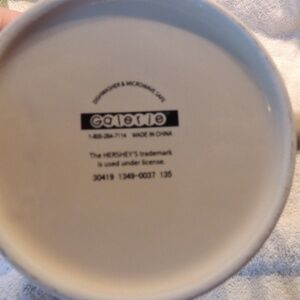 DISHWASHER & MICROWAVE SAFE
Galerie
1-800-284-7114 MADE IN CHINA
The HERSHEY'S trademark
is used under license.
30419 1349-0037 135